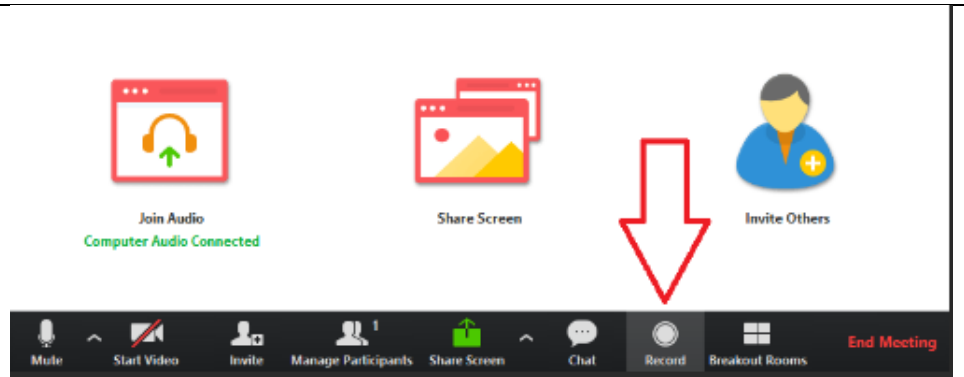 Join Audio
Computer Audio Connected
Share Screen
Invite Others
Mute
Start Video
Invite
1
Manage Participants
Share Screen
Chat
Record
Breakout Rooms
End Meeting